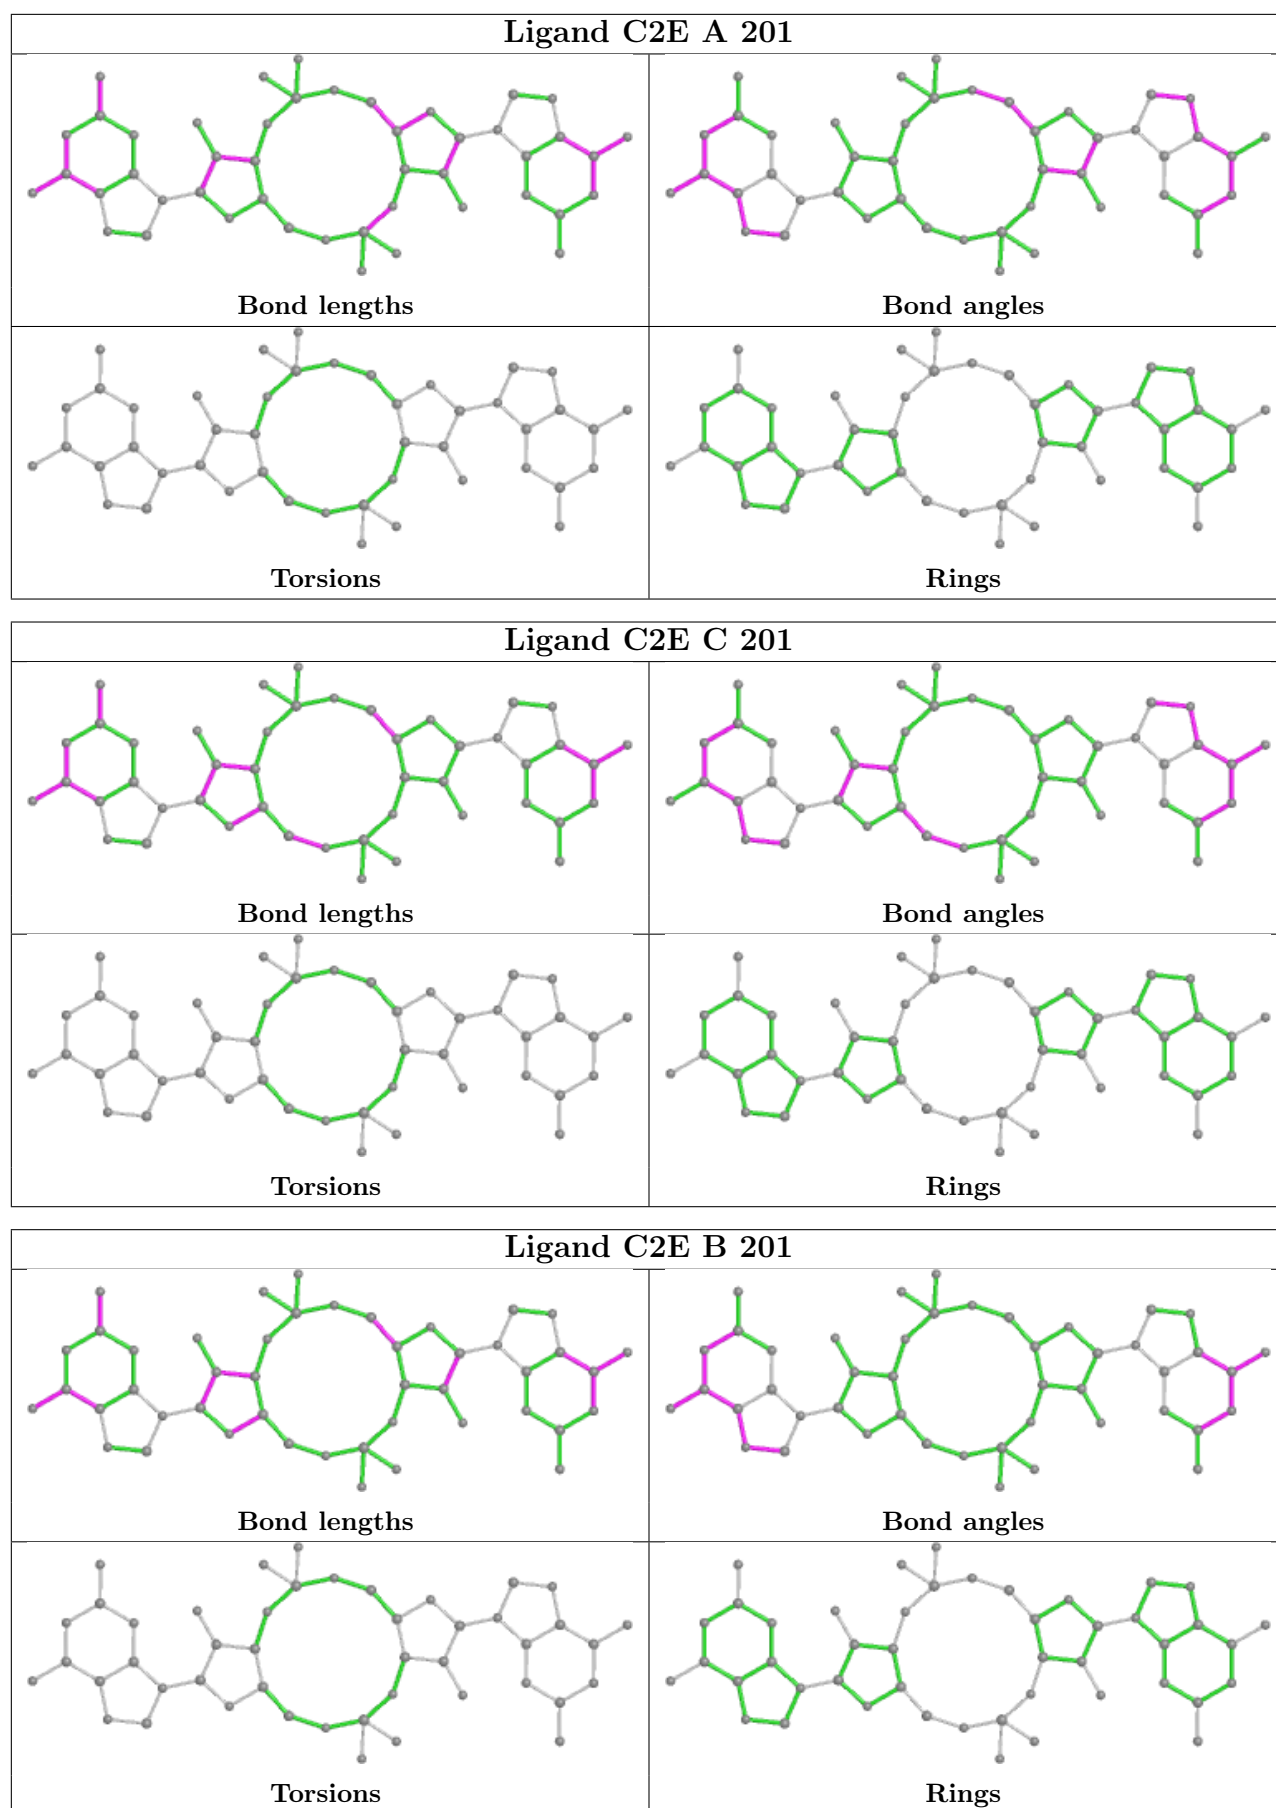 Ligand C2E A 201
Bond lengths
Bond angles
Torsions
Rings
Ligand C2E C 201
Bond lengths
Bond angles
Torsions
Rings
Ligand C2E B 201
Bond lengths
Bond angles
Torsions
Rings